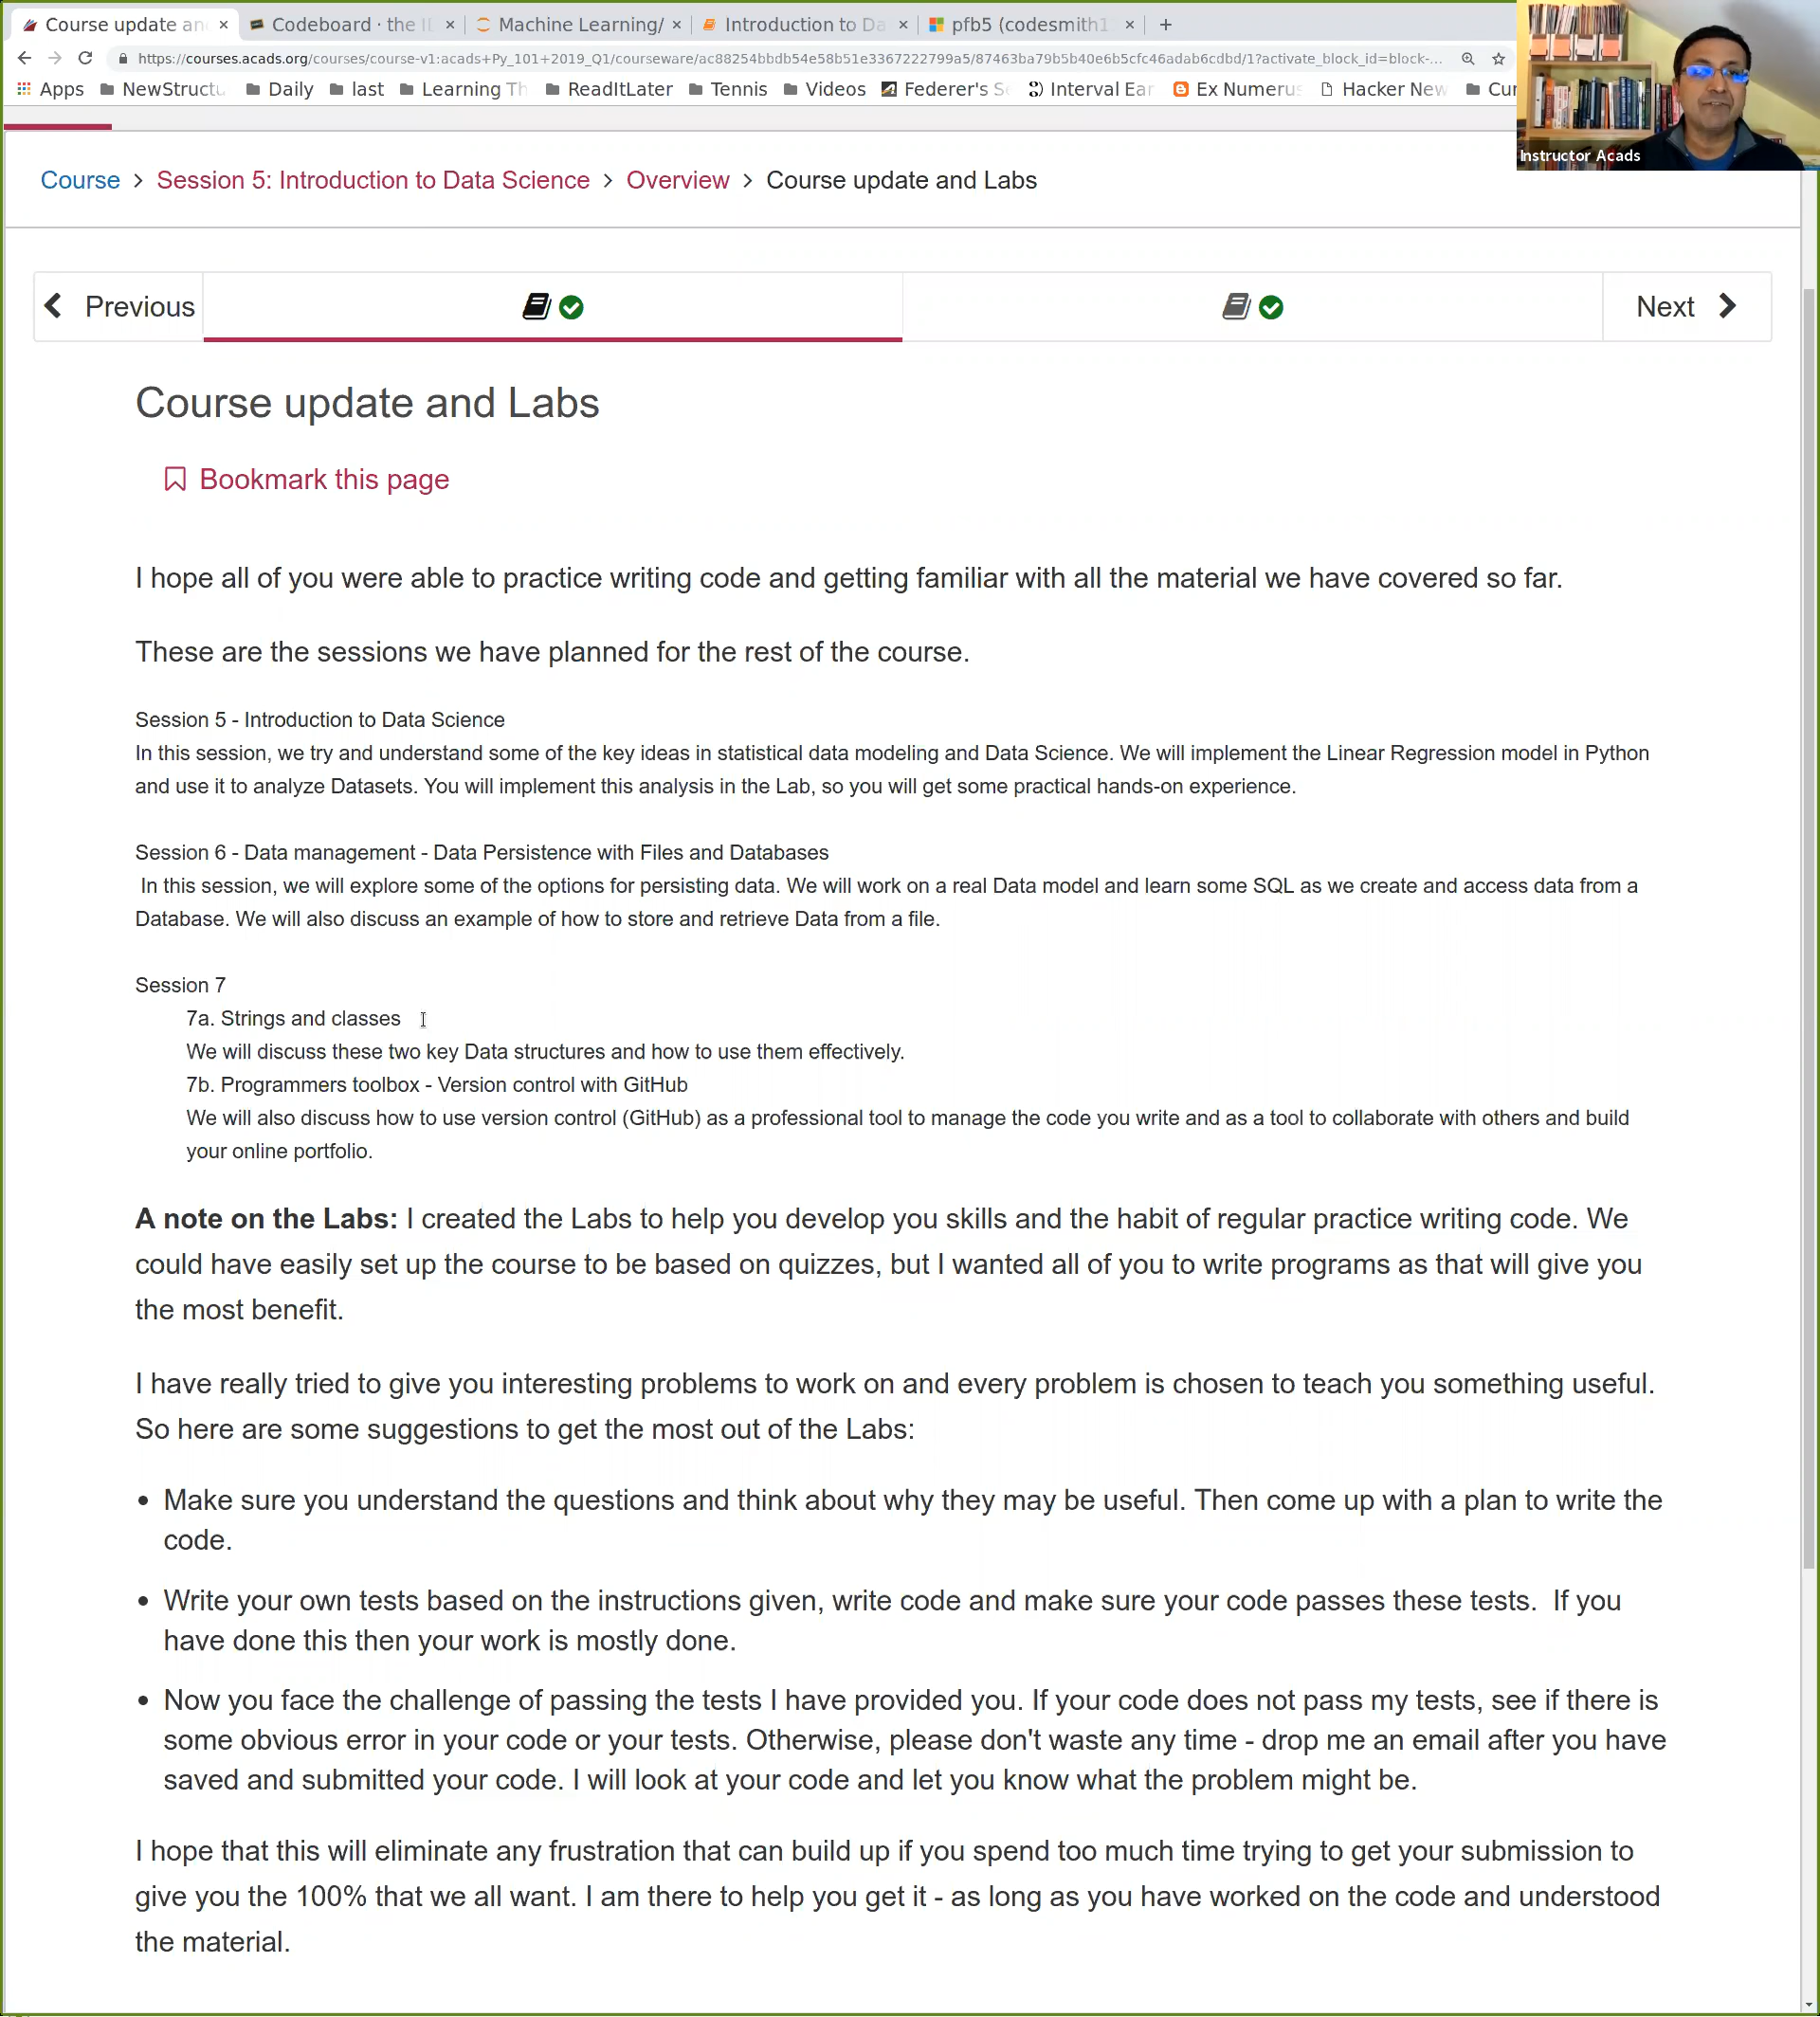 Course update an
Codeboard · the I
Machine Learning/
Introduction to Da
pfb5 (codesmith1
https://courses.acads.org/courses/course-v1:acads+Py_101+2019_Q1/courseware/ac88254bbdb54e58b51e3367222799a5/87463ba79b5b40e6b5cfc46adab6cdbd/1?activate_block_id=block-...
Apps NewStructu Daily last Learning Th ReadItLater Tennis Videos Federer's S Interval Ear Ex Numerus Hacker New Cur
Instructor Acads
Course > Session 5: Introduction to Data Science > Overview > Course update and Labs
Previous
Next
Course update and Labs
Bookmark this page
I hope all of you were able to practice writing code and getting familiar with all the material we have covered so far.
These are the sessions we have planned for the rest of the course.
Session 5 - Introduction to Data Science
In this session, we try and understand some of the key ideas in statistical data modeling and Data Science. We will implement the Linear Regression model in Python
and use it to analyze Datasets. You will implement this analysis in the Lab, so you will get some practical hands-on experience.
Session 6 - Data management - Data Persistence with Files and Databases
In this session, we will explore some of the options for persisting data. We will work on a real Data model and learn some SQL as we create and access data from a
Database. We will also discuss an example of how to store and retrieve Data from a file.
Session 7
7a. Strings and classes
We will discuss these two key Data structures and how to use them effectively.
7b. Programmers toolbox - Version control with GitHub
We will also discuss how to use version control (GitHub) as a professional tool to manage the code you write and as a tool to collaborate with others and build
your online portfolio.
A note on the Labs: I created the Labs to help you develop you skills and the habit of regular practice writing code. We
could have easily set up the course to be based on quizzes, but I wanted all of you to write programs as that will give you
the most benefit.
I have really tried to give you interesting problems to work on and every problem is chosen to teach you something useful.
So here are some suggestions to get the most out of the Labs:
• Make sure you understand the questions and think about why they may be useful. Then come up with a plan to write the
code.
• Write your own tests based on the instructions given, write code and make sure your code passes these tests. If you
have done this then your work is mostly done.
• Now you face the challenge of passing the tests I have provided you. If your code does not pass my tests, see if there is
some obvious error in your code or your tests. Otherwise, please don't waste any time - drop me an email after you have
saved and submitted your code. I will look at your code and let you know what the problem might be.
I hope that this will eliminate any frustration that can build up if you spend too much time trying to get your submission to
give you the 100% that we all want. I am there to help you get it - as long as you have worked on the code and understood
the material.